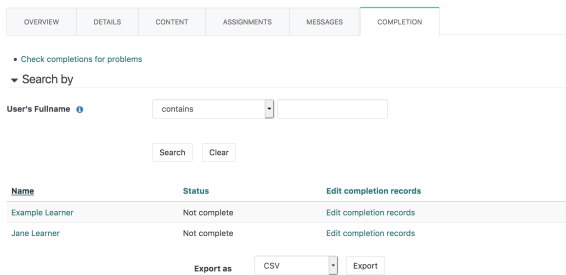 OVERVIEW DETAILS CONTENT ASSIGNMENTS MESSAGES COMPLETION
Check completions for problems
Search by
User's Fullname contains
Search Clear
Name Status Edit completion records
Example Learner Not complete Edit completion records
Jane Learner Not complete Edit completion records
Export as CSV Export